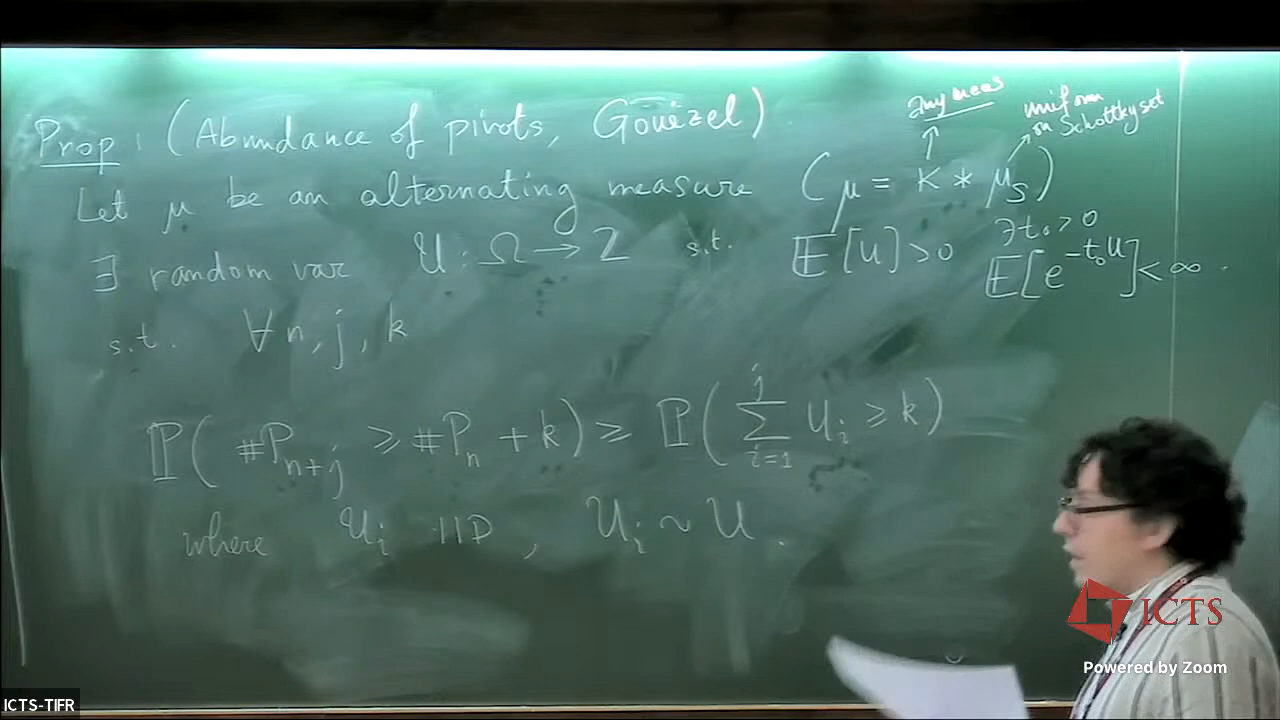 any meas
uniform on Schottky set
Prop: (Abundance of pivots, Gouëzel).
Let μ be an alternating measure (μ = K * μ_S)
∃ random var U: Ω → Z s.t. E[U] > 0 ∃t₀ > 0 E[e^{-t₀U}] < ∞.
s.t. ∀ n, j, k
P(#P_{n+j} ≥ #P_n + k) ≥ P(∑_{i=1}^{j} U_i ≥ k)
where U_i IID, U_i ~ U.
ICTS
Powered by Zoom
ICTS-TIFR